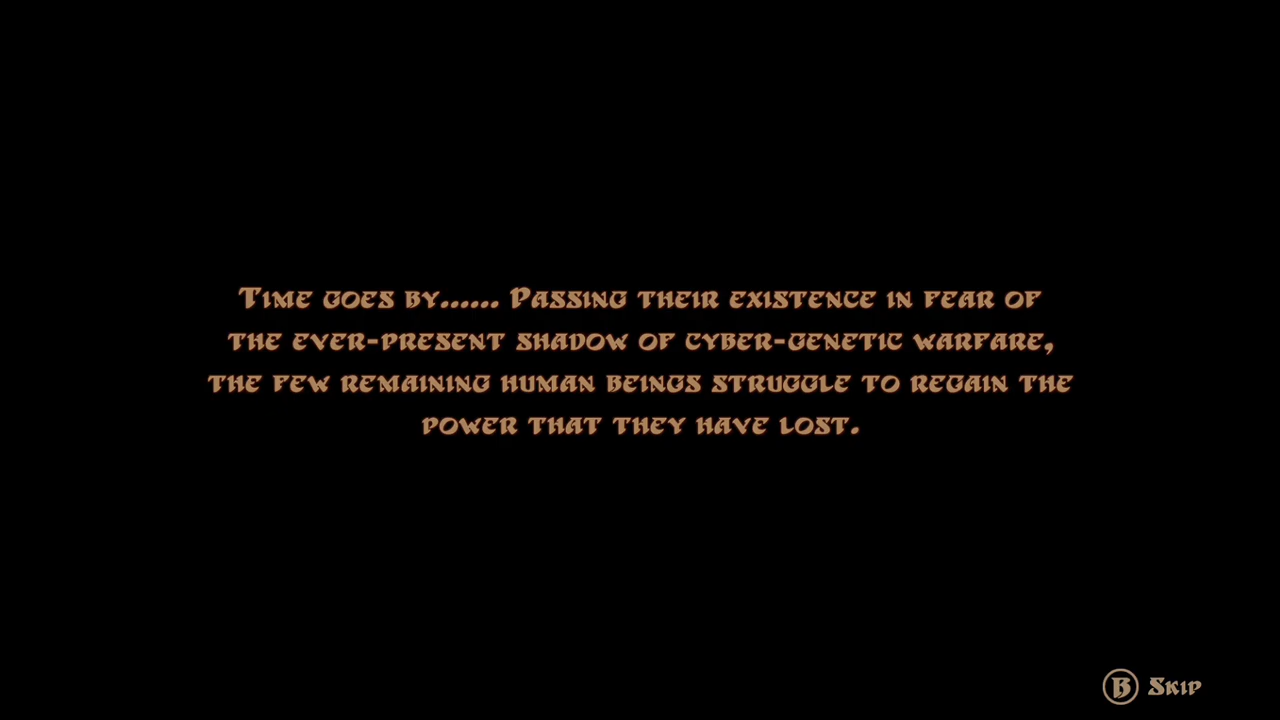 Time goes by...... Passing their existence in fear of
the ever-present shadow of cyber-genetic warfare,
the few remaining human beings struggle to regain the
power that they have lost.
B Skip